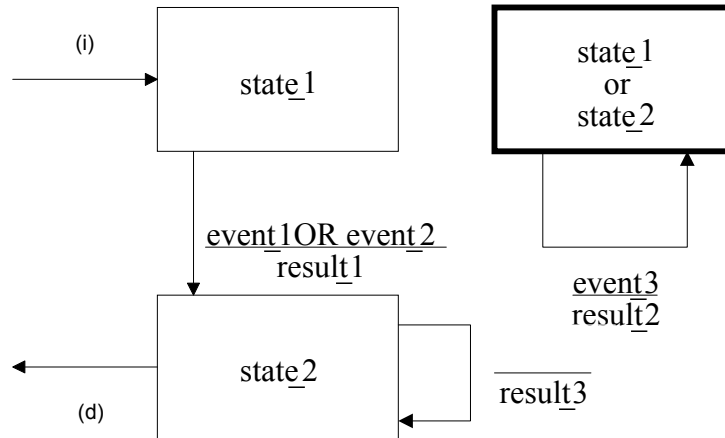 (i)
state_1
state_1
or
state_2
event_1OR event_2
result_1
event_3
result_2
state_2
result_3
(d)